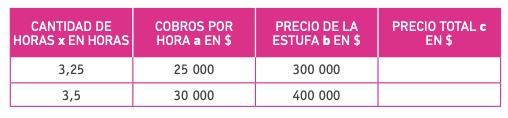 CANTIDAD DE HORAS x EN HORAS
COBROS POR HORA a EN $
PRECIO DE LA ESTUFA b EN $
PRECIO TOTAL c EN $
3,25 25 000 300 000
3,5 30 000 400 000